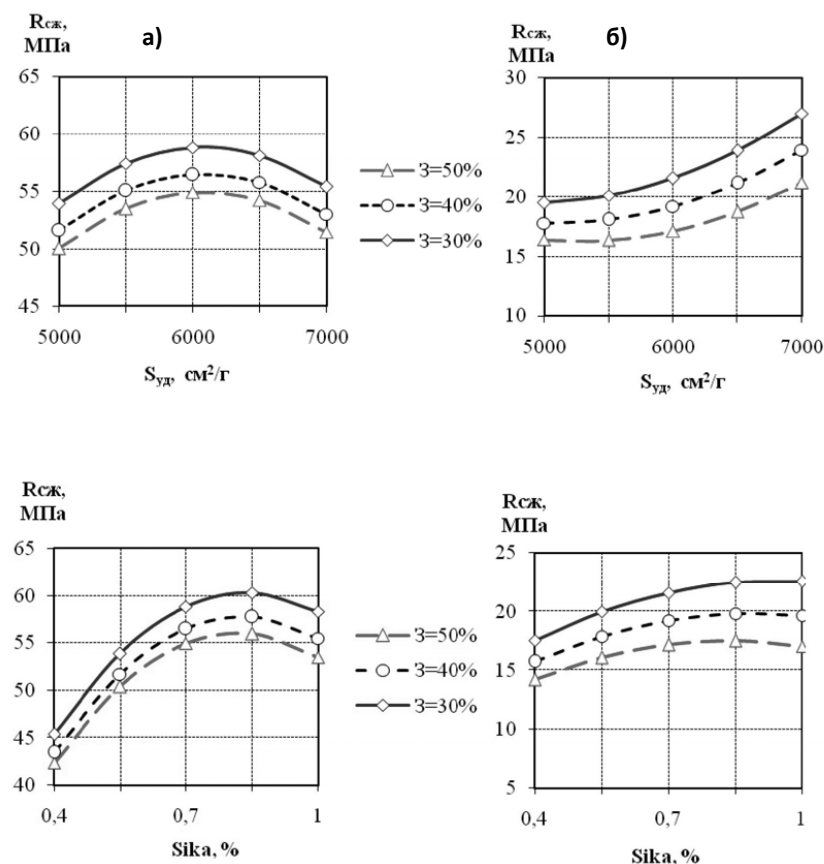 Rсж,
МПа
а)
65
60
55
50
45
5000
6000
7000
Sуд, см²/г
З=50%
З=40%
З=30%
Rсж,
МПа
б)
30
25
20
15
10
5000
6000
7000
Sуд, см²/г
Rсж,
МПа
65
60
55
50
45
40
0,4
0,7
1
Sika, %
З=50%
З=40%
З=30%
Rсж,
МПа
25
20
15
10
5
0,4
0,7
1
Sika, %